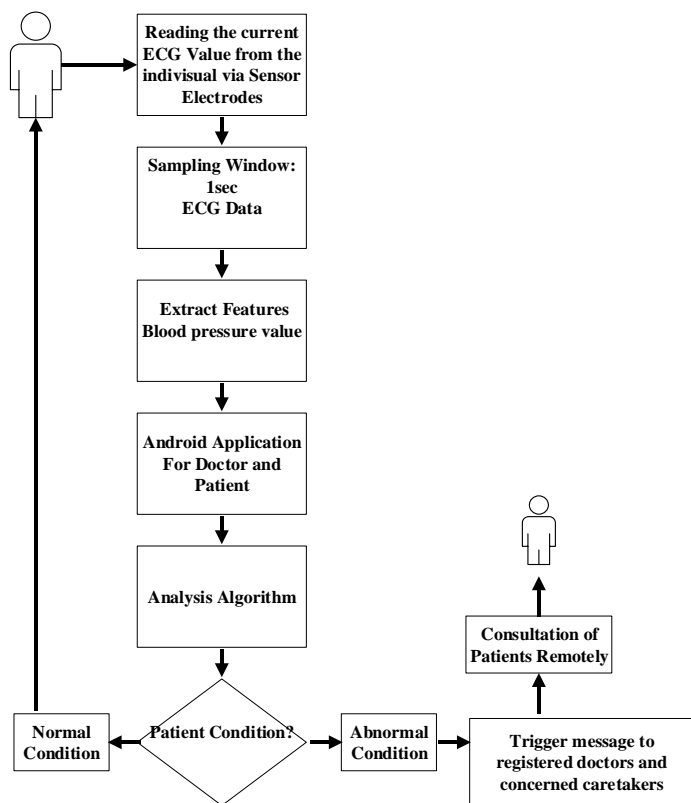 Reading the current
ECG Value from the
indivisual via Sensor
Electrodes
Sampling Window:
1sec
ECG Data
Extract Features
Blood pressure value
Android Application
For Doctor and
Patient
Analysis Algorithm
Patient Condition?
Normal
Condition
Abnormal
Condition
Trigger message to
registered doctors and
concerned caretakers
Consultation of
Patients Remotely